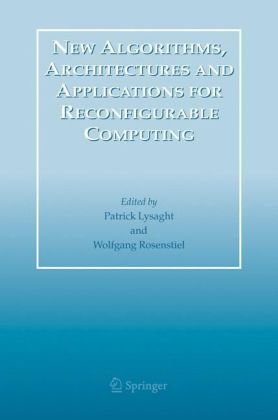 New Algorithms,
Architectures and
Applications for
Reconfigurable
Computing
Edited by
Patrick Lysaght
and
Wolfgang Rosenstiel
Springer